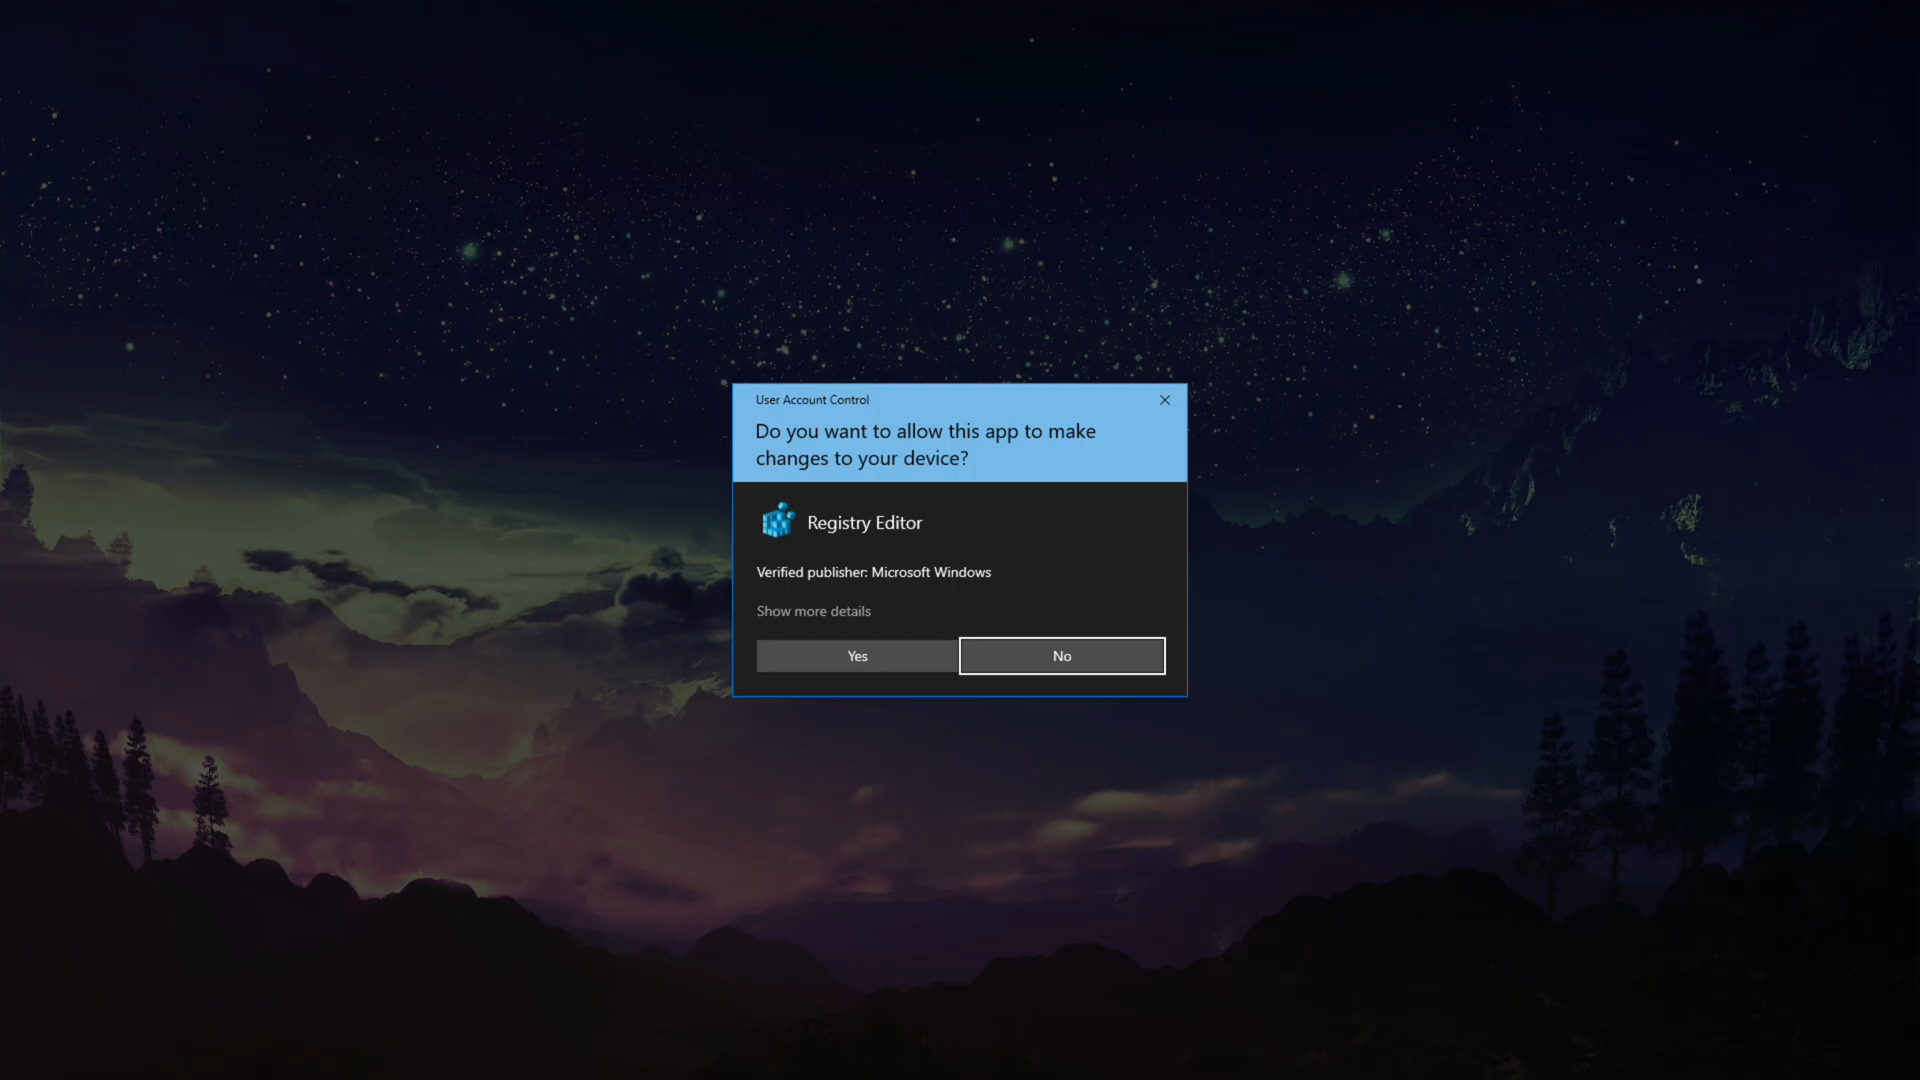 User Account Control
Do you want to allow this app to make
changes to your device?
Registry Editor
Verified publisher: Microsoft Windows
Show more details
Yes
No